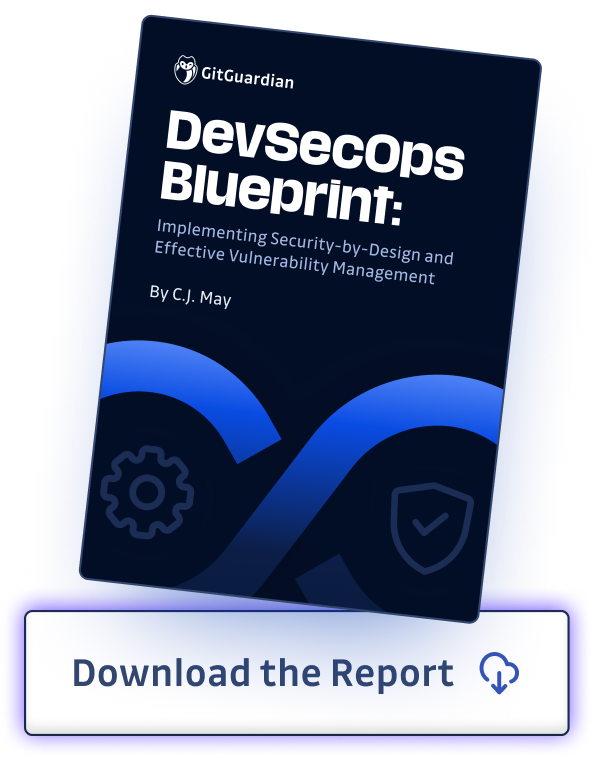 GitGuardian
DevSecOps
Blueprint:
Implementing Security-by-Design and
Effective Vulnerability Management
By C.J. May
Download the Report